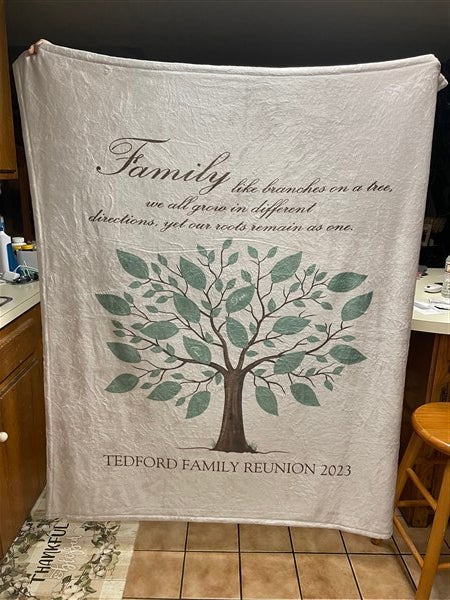 Family like branches on a tree,
we all grow in different
directions, yet our roots remain as one.
TEDFORD FAMILY REUNION 2023
THANKFUL
blessed